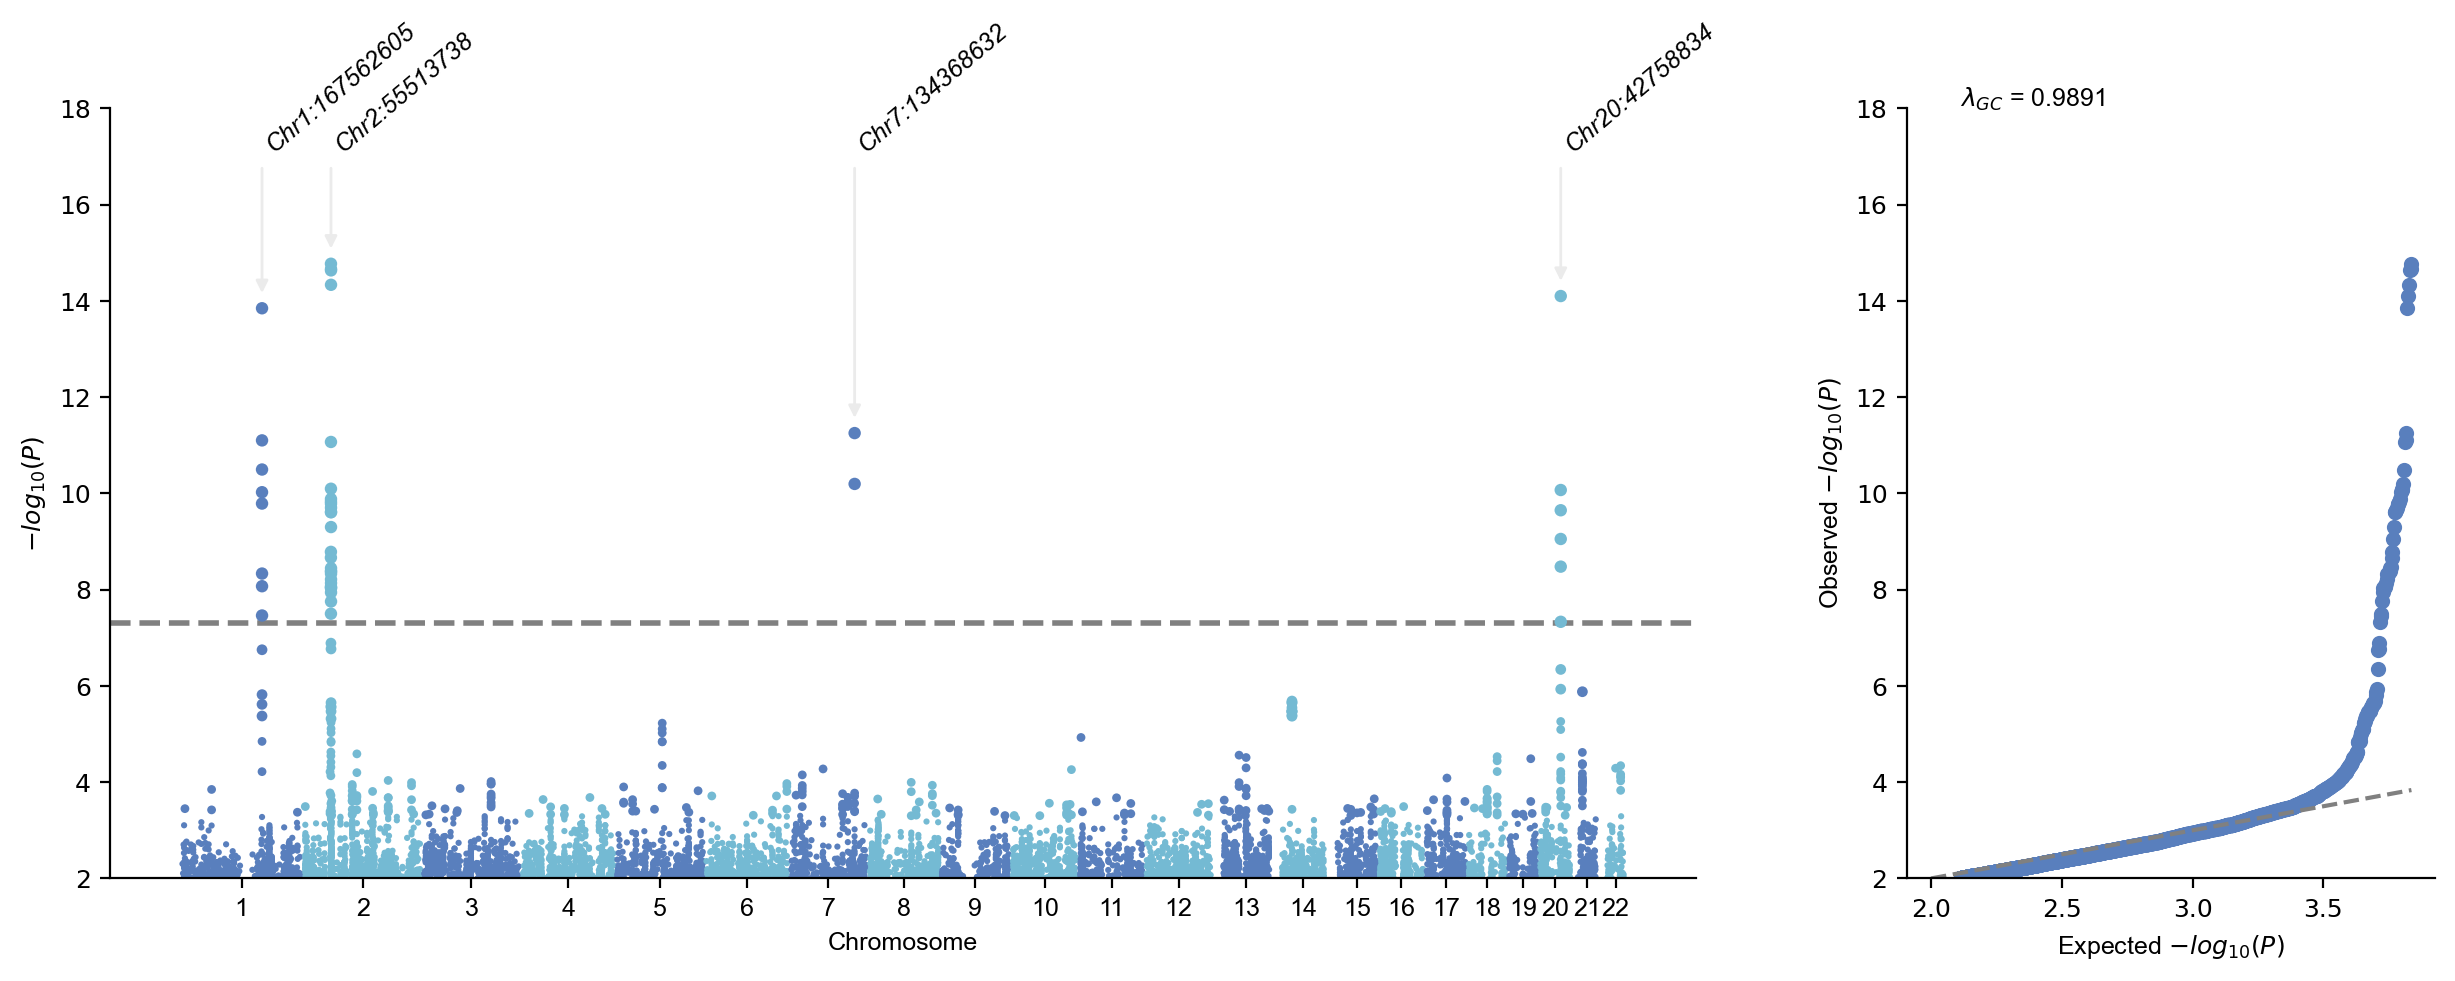 Chr1:167562605
Chr2:55513738
Chr7:134368632
Chr20:42758834
18
16
14
12
10
8
6
4
2
−log10(P)
1 2 3 4 5 6 7 8 9 10 11 12 13 14 15 16 17 18 19 20 21 22
Chromosome
λGC = 0.9891
18
16
14
12
10
8
6
4
2
Observed −log10(P)
2.0 2.5 3.0 3.5
Expected −log10(P)